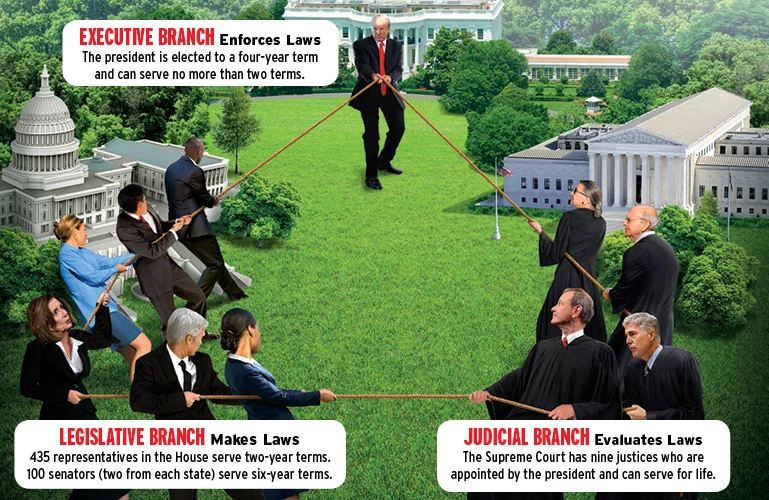 EXECUTIVE BRANCH Enforces Laws
The president is elected to a four-year term
and can serve no more than two terms.
LEGISLATIVE BRANCH Makes Laws
435 representatives in the House serve two-year terms.
100 senators (two from each state) serve six-year terms.
JUDICIAL BRANCH Evaluates Laws
The Supreme Court has nine justices who are
appointed by the president and can serve for life.